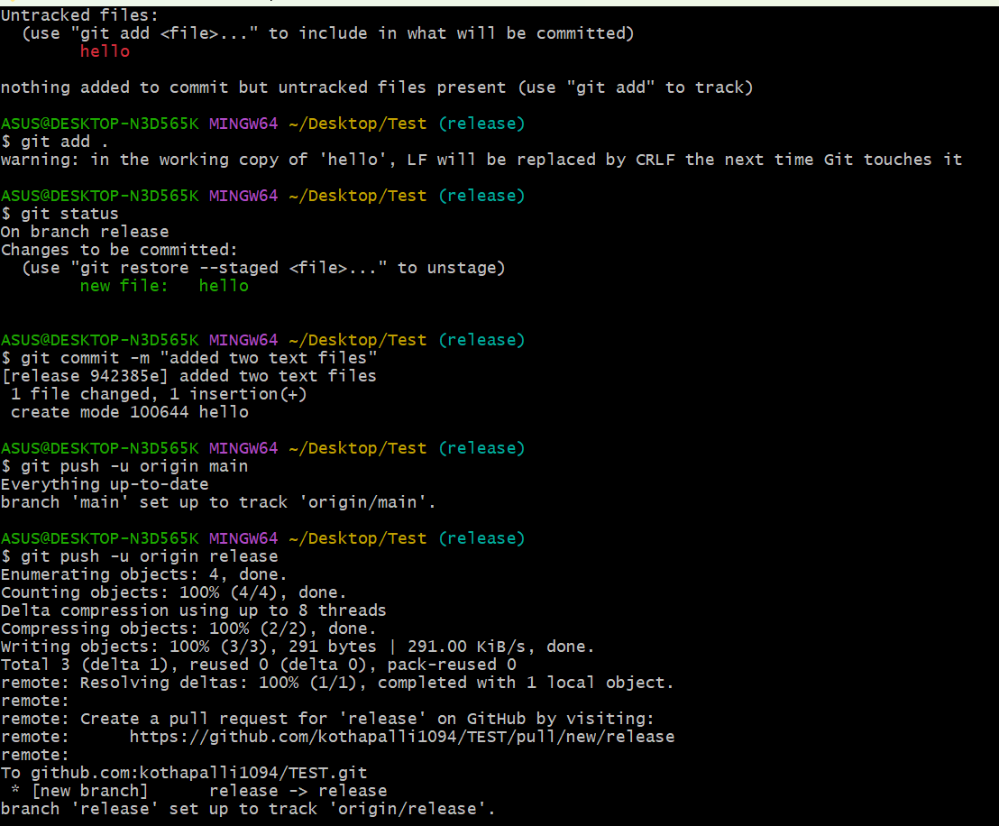 Untracked files:
  (use "git add <file>..." to include in what will be committed)
        hello

nothing added to commit but untracked files present (use "git add" to track)

ASUS@DESKTOP-N3D565K MINGW64 ~/Desktop/Test (release)
$ git add .
warning: in the working copy of 'hello', LF will be replaced by CRLF the next time Git touches it

ASUS@DESKTOP-N3D565K MINGW64 ~/Desktop/Test (release)
$ git status
On branch release
Changes to be committed:
  (use "git restore --staged <file>..." to unstage)
        new file:   hello


ASUS@DESKTOP-N3D565K MINGW64 ~/Desktop/Test (release)
$ git commit -m "added two text files"
[release 942385e] added two text files
 1 file changed, 1 insertion(+)
 create mode 100644 hello

ASUS@DESKTOP-N3D565K MINGW64 ~/Desktop/Test (release)
$ git push -u origin main
Everything up-to-date
branch 'main' set up to track 'origin/main'.

ASUS@DESKTOP-N3D565K MINGW64 ~/Desktop/Test (release)
$ git push -u origin release
Enumerating objects: 4, done.
Counting objects: 100% (4/4), done.
Delta compression using up to 8 threads
Compressing objects: 100% (2/2), done.
Writing objects: 100% (3/3), 291 bytes | 291.00 KiB/s, done.
Total 3 (delta 1), reused 0 (delta 0), pack-reused 0
remote: Resolving deltas: 100% (1/1), completed with 1 local object.
remote:
remote: Create a pull request for 'release' on GitHub by visiting:
remote:      https://github.com/kothapalli1094/TEST/pull/new/release
remote:
To github.com:kothapalli1094/TEST.git
 * [new branch]      release -> release
branch 'release' set up to track 'origin/release'.